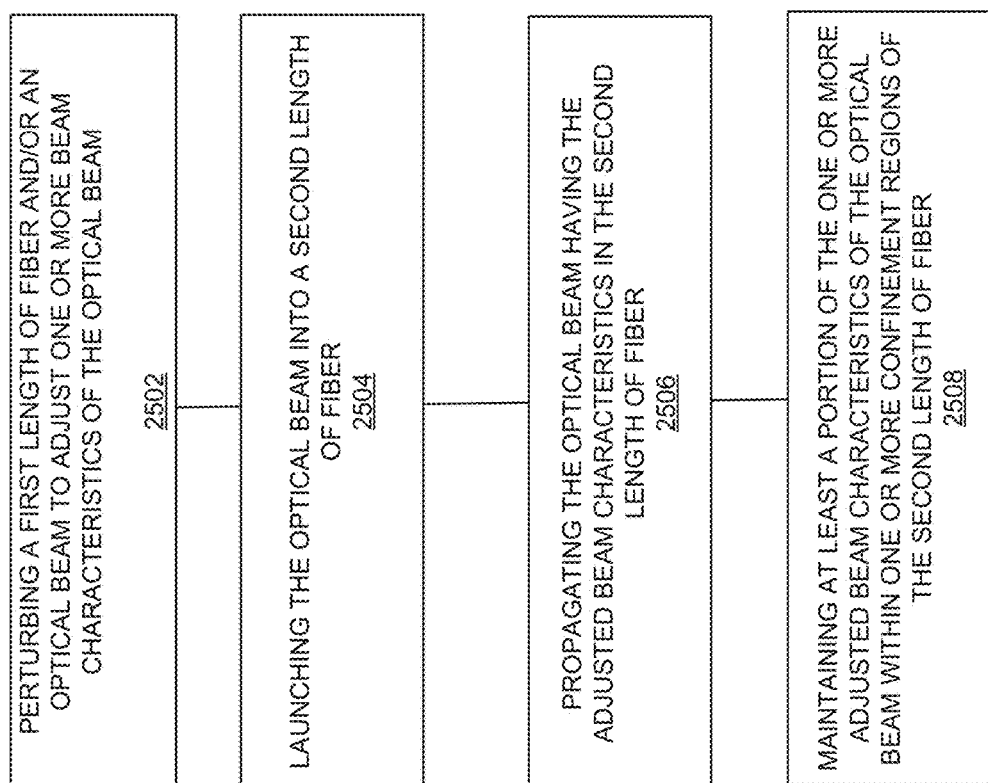 PERTURBING A FIRST LENGTH OF FIBER AND/OR AN
OPTICAL BEAM TO ADJUST ONE OR MORE BEAM
CHARACTERISTICS OF THE OPTICAL BEAM
2502
LAUNCHING THE OPTICAL BEAM INTO A SECOND LENGTH
OF FIBER
2504
PROPAGATING THE OPTICAL BEAM HAVING THE
ADJUSTED BEAM CHARACTERISTICS IN THE SECOND
LENGTH OF FIBER
2506
MAINTAINING AT LEAST A PORTION OF THE ONE OR MORE
ADJUSTED BEAM CHARACTERISTICS OF THE OPTICAL
BEAM WITHIN ONE OR MORE CONFINEMENT REGIONS OF
THE SECOND LENGTH OF FIBER
2508